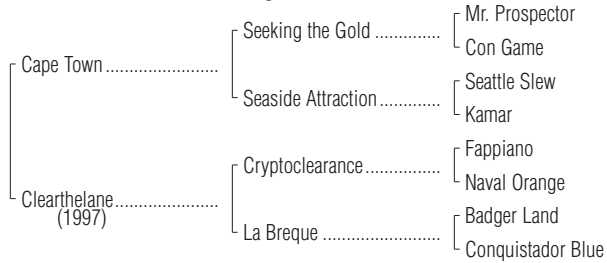 Mr. Prospector
Seeking the Gold ..............
Con Game
Cape Town ........................
Seattle Slew
Seaside Attraction .............
Kamar
Fappiano
Cryptoclearance ................
Naval Orange
Clearthelane......................
(1997)
Badger Land
La Breque .........................
Conquistador Blue